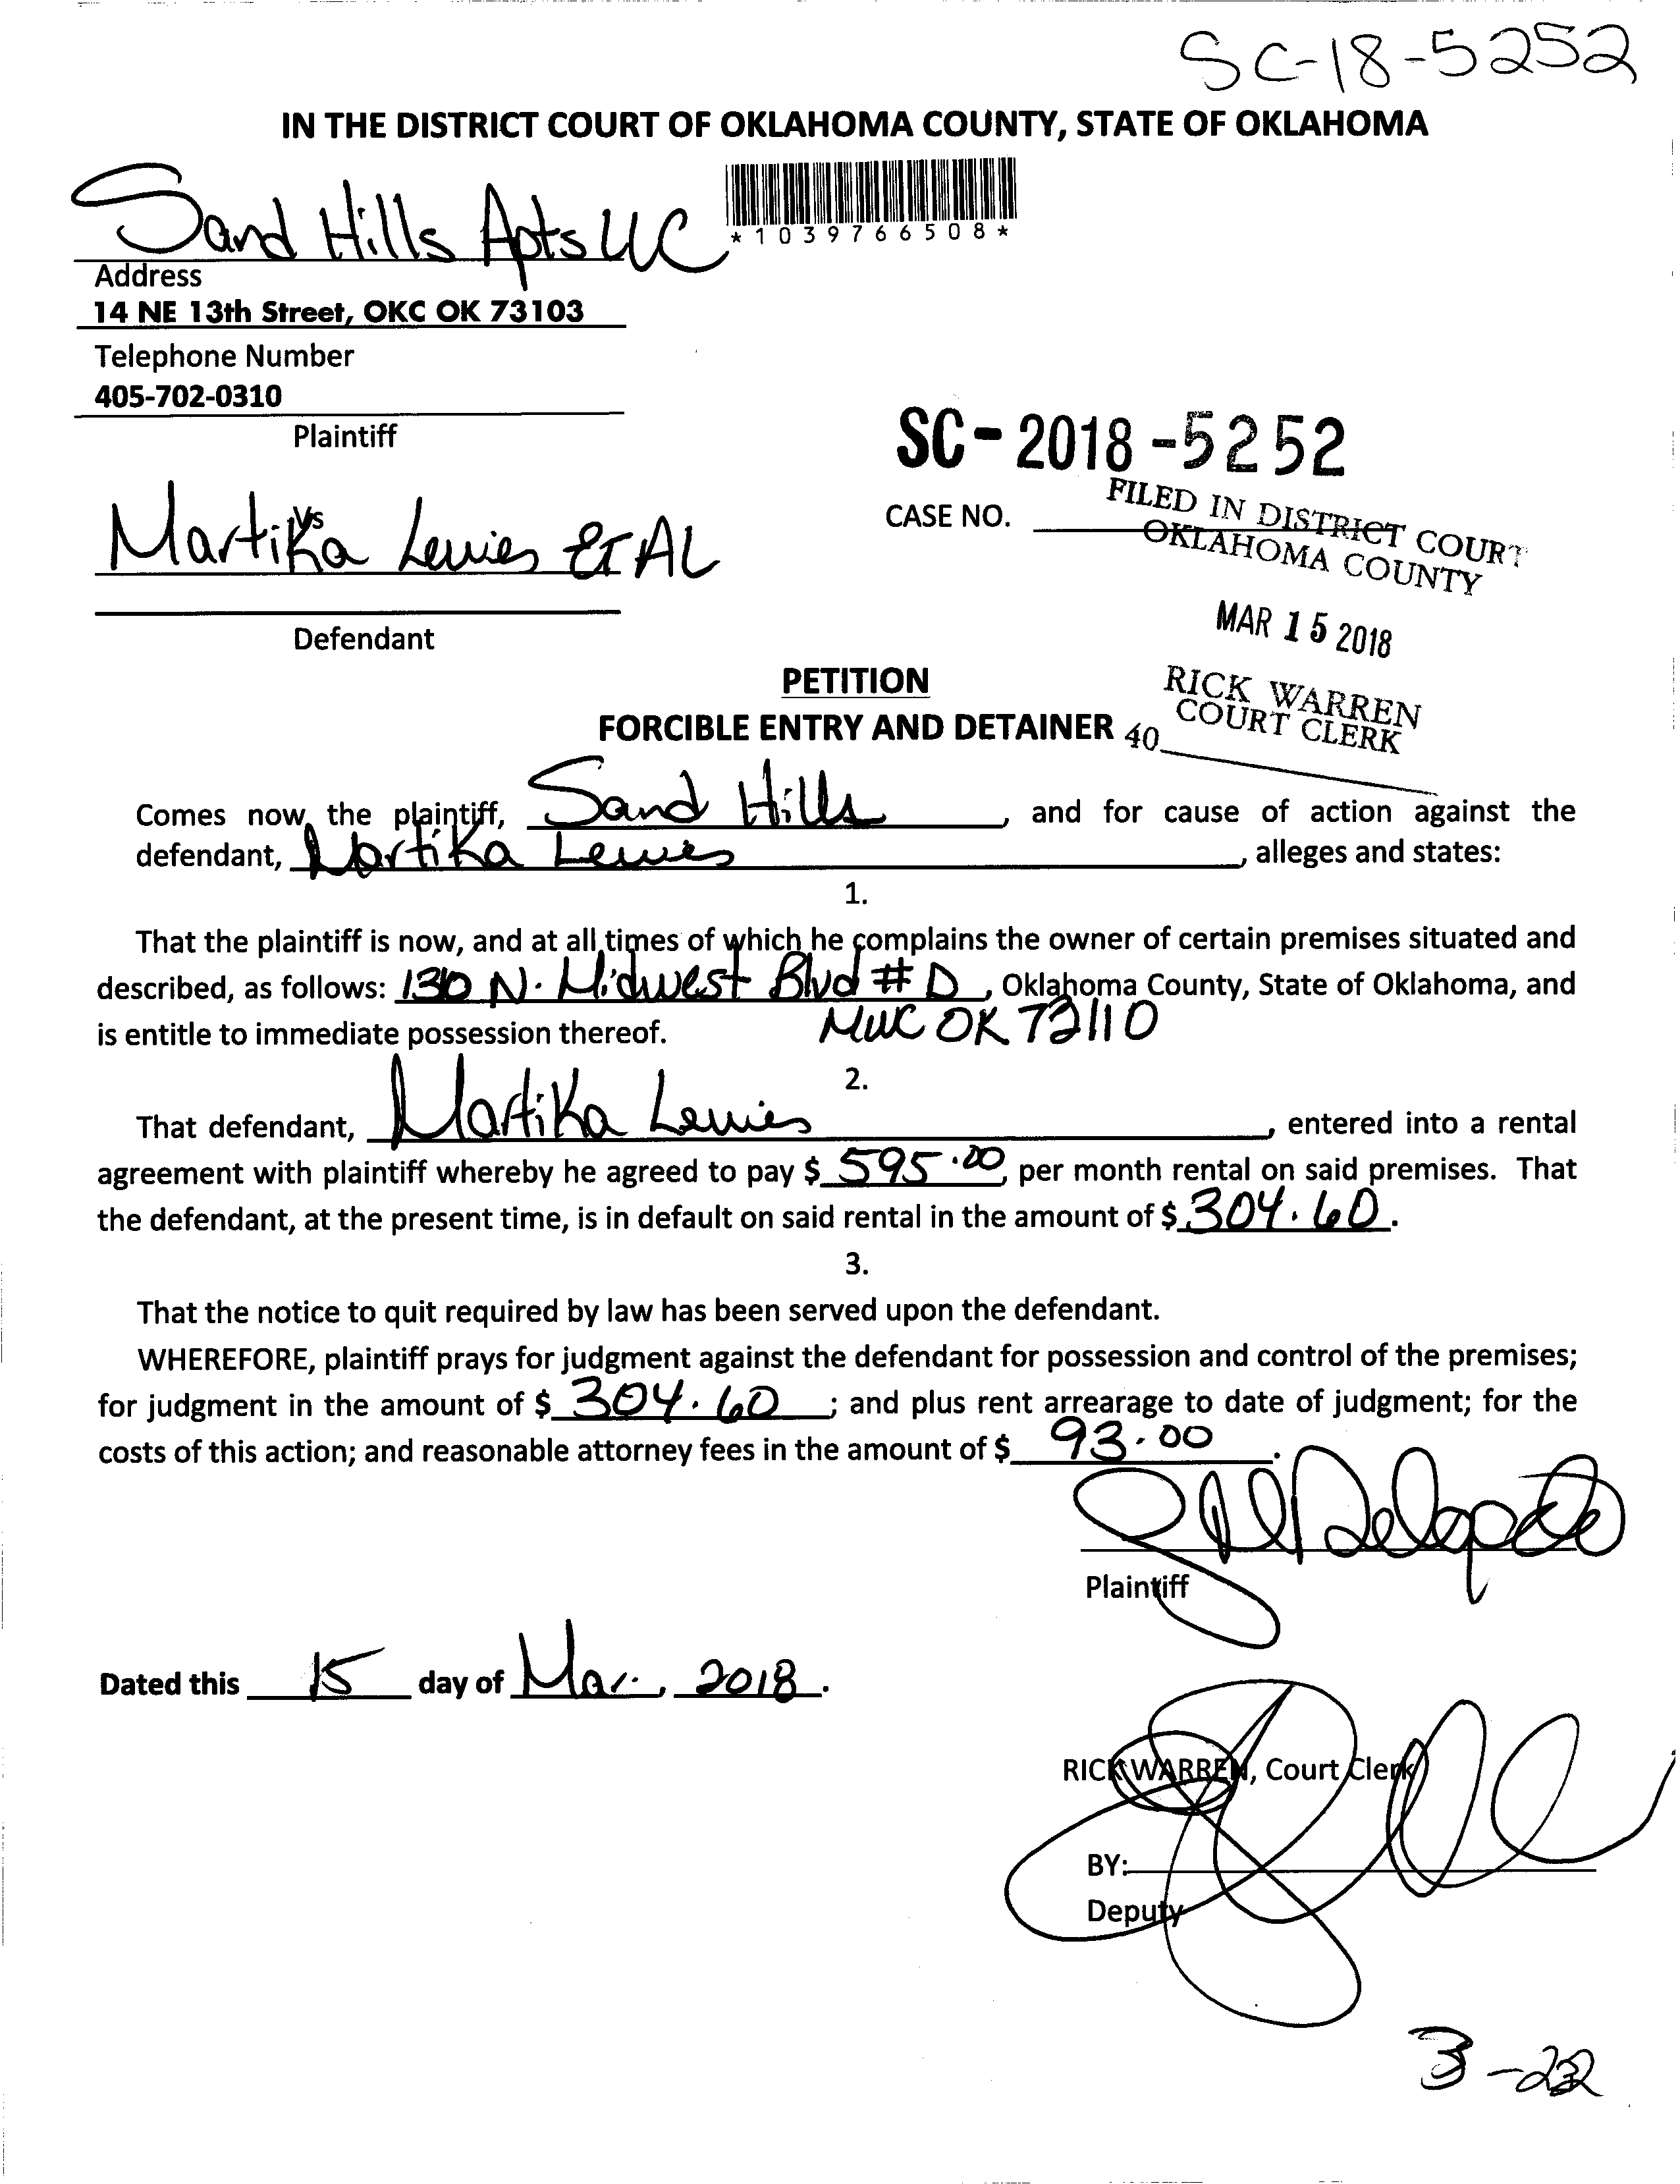 SC-18-5252
IN THE DISTRICT COURT OF OKLAHOMA COUNTY, STATE OF OKLAHOMA
Sand Hills Apts LLC
*1039766508*
Address
14 NE 13th Street, OKC OK 73103
Telephone Number
405-702-0310
Plaintiff
SC-2018-5252
vs
CASE NO.
FILED IN DISTRICT COURT
OKLAHOMA COUNTY
Martika Lewies ET AL
MAR 15 2018
Defendant
RICK WARREN
COURT CLERK
PETITION
FORCIBLE ENTRY AND DETAINER
40
Comes now the plaintiff, Sand Hills, and for cause of action against the
defendant, Martika Lewies, alleges and states:
1.
That the plaintiff is now, and at all times of which he complains the owner of certain premises situated and
described, as follows: 1310 N. Midwest Blvd # D, Oklahoma County, State of Oklahoma, and
is entitle to immediate possession thereof. MWC OK 73110
2.
That defendant, Martika Lewies, entered into a rental
agreement with plaintiff whereby he agreed to pay $ 595.00, per month rental on said premises. That
the defendant, at the present time, is in default on said rental in the amount of $ 304.60.
3.
That the notice to quit required by law has been served upon the defendant.
WHEREFORE, plaintiff prays for judgment against the defendant for possession and control of the premises;
for judgment in the amount of $ 304.60; and plus rent arrearage to date of judgment; for the
costs of this action; and reasonable attorney fees in the amount of $ 93.00.
Delgado
Plaintiff
Dated this 15 day of Mar., 2018.
RICK WARREN, Court Clerk
BY:
Deputy
3-22